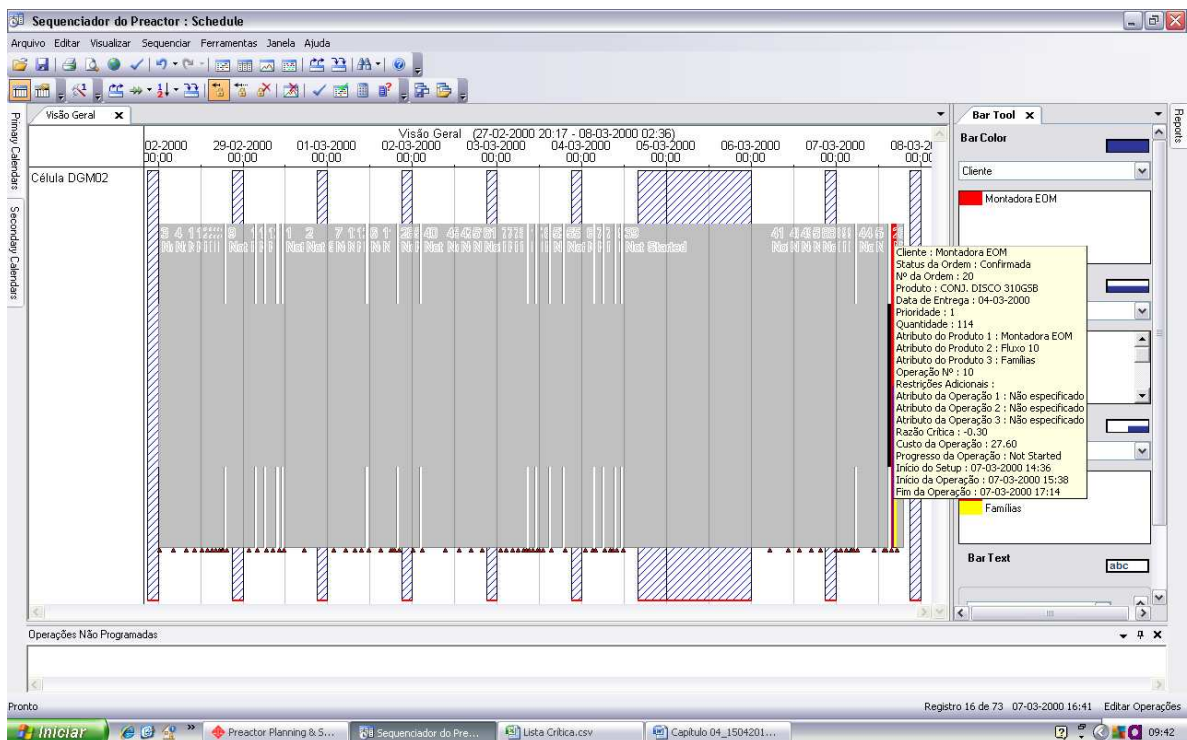 Sequenciador do Preactor : Schedule
Arquivo Editar Visualizar Sequenciar Ferramentas Janela Ajuda
Primary Calendars
Secondary Calendars
Visão Geral
Visão Geral (27-02-2000 20:17 - 08-03-2000 02:36)
02-2000 29-02-2000 01-03-2000 02-03-2000 03-03-2000 04-03-2000 05-03-2000 06-03-2000 07-03-2000 08-03-20
00:00 00:00 00:00 00:00 00:00 00:00 00:00 00:00 00:00 00:00
Célula DGM02
Not Started
Cliente : Montadora EOM
Status da Ordem : Confirmada
Nº da Ordem : 20
Produto : CONJ. DISCO 310GSB
Data de Entrega : 04-03-2000
Prioridade : 1
Quantidade : 114
Atributo do Produto 1 : Montadora EOM
Atributo do Produto 2 : Fluxo 10
Atributo do Produto 3 : Famílias
Operação Nº : 10
Restrições Adicionais :
Atributo da Operação 1 : Não especificado
Atributo da Operação 2 : Não especificado
Atributo da Operação 3 : Não especificado
Razão Crítica : -0.30
Custo da Operação : 27.60
Progresso da Operação : Not Started
Início do Setup : 07-03-2000 14:36
Início da Operação : 07-03-2000 15:38
Fim da Operação : 07-03-2000 17:14
Bar Tool
Bar Color
Cliente
Montadora EOM
Famílias
Bar Text
abc
Reports
Operações Não Programadas
Pronto
Registro 16 de 73 07-03-2000 16:41 Editar Operações
Iniciar
Preactor Planning & S...
Sequenciador do Pre...
Lista Crítica.csv
Capítulo 04_1504201...
09:42